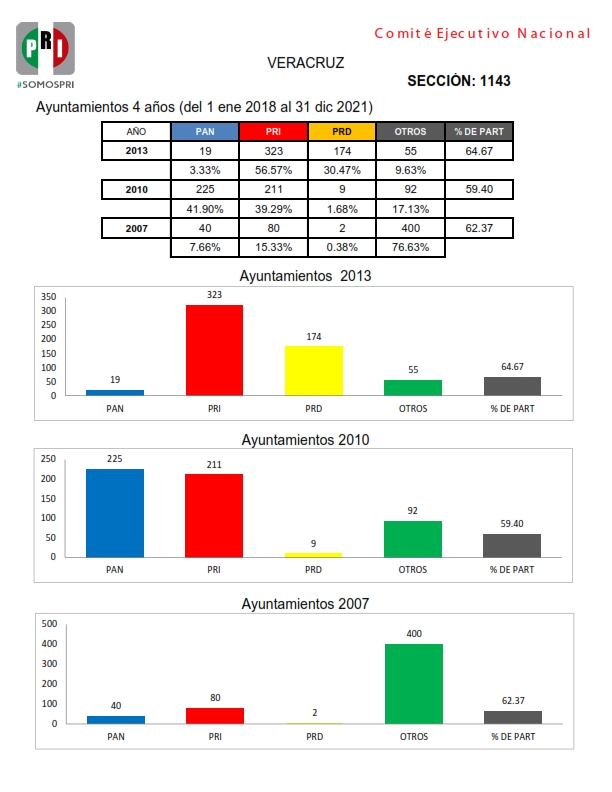 PRI
#SOMOSPRI
Comité Ejecutivo Nacional
VERACRUZ
SECCIÓN: 1143
Ayuntamientos 4 años (del 1 ene 2018 al 31 dic 2021)
AÑO PAN PRI PRD OTROS % DE PART
2013 19 323 174 55 64.67
3.33% 56.57% 30.47% 9.63%
2010 225 211 9 92 59.40
41.90% 39.29% 1.68% 17.13%
2007 40 80 2 400 62.37
7.66% 15.33% 0.38% 76.63%
Ayuntamientos 2013
350
300
250
200
150
100
50
0
19 323 174 55 64.67
PAN PRI PRD OTROS % DE PART
Ayuntamientos 2010
250
200
150
100
50
0
225 211 9 92 59.40
PAN PRI PRD OTROS % DE PART
Ayuntamientos 2007
500
400
300
200
100
0
40 80 2 400 62.37
PAN PRI PRD OTROS % DE PART